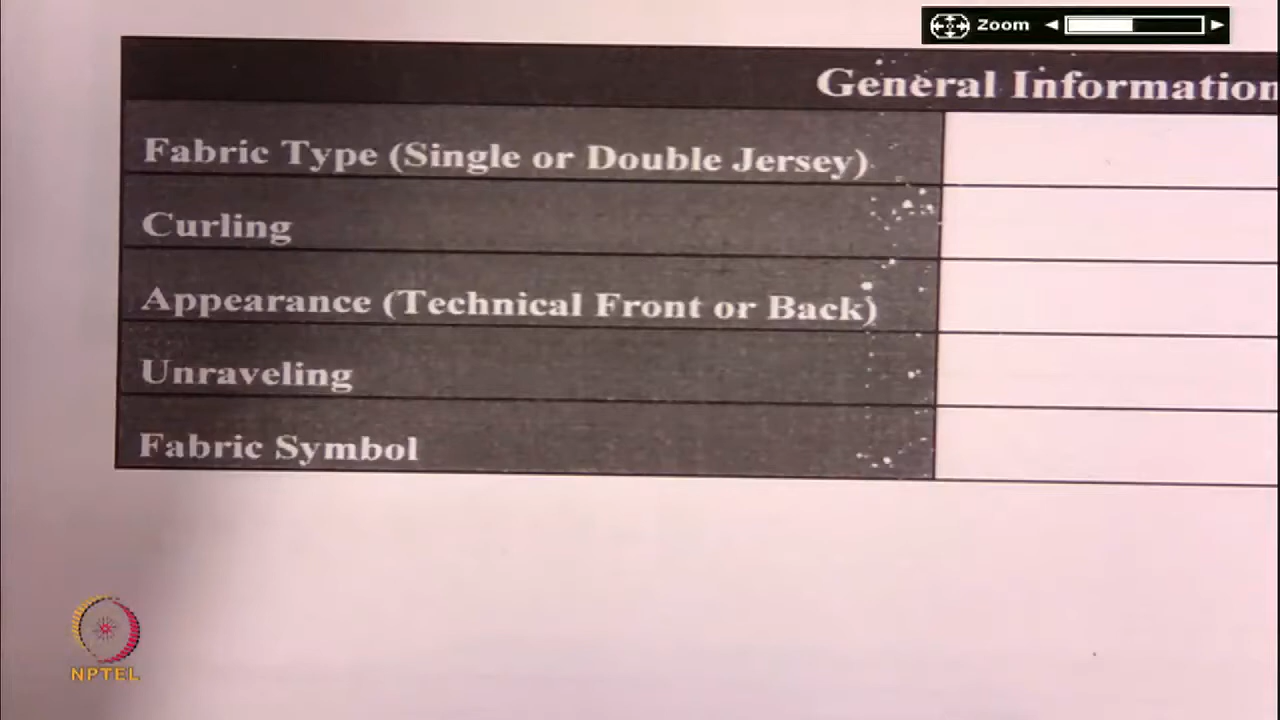 Zoom
General Information
Fabric Type (Single or Double Jersey)
Curling
Appearance (Technical Front or Back)
Unraveling
Fabric Symbol
NPTEL